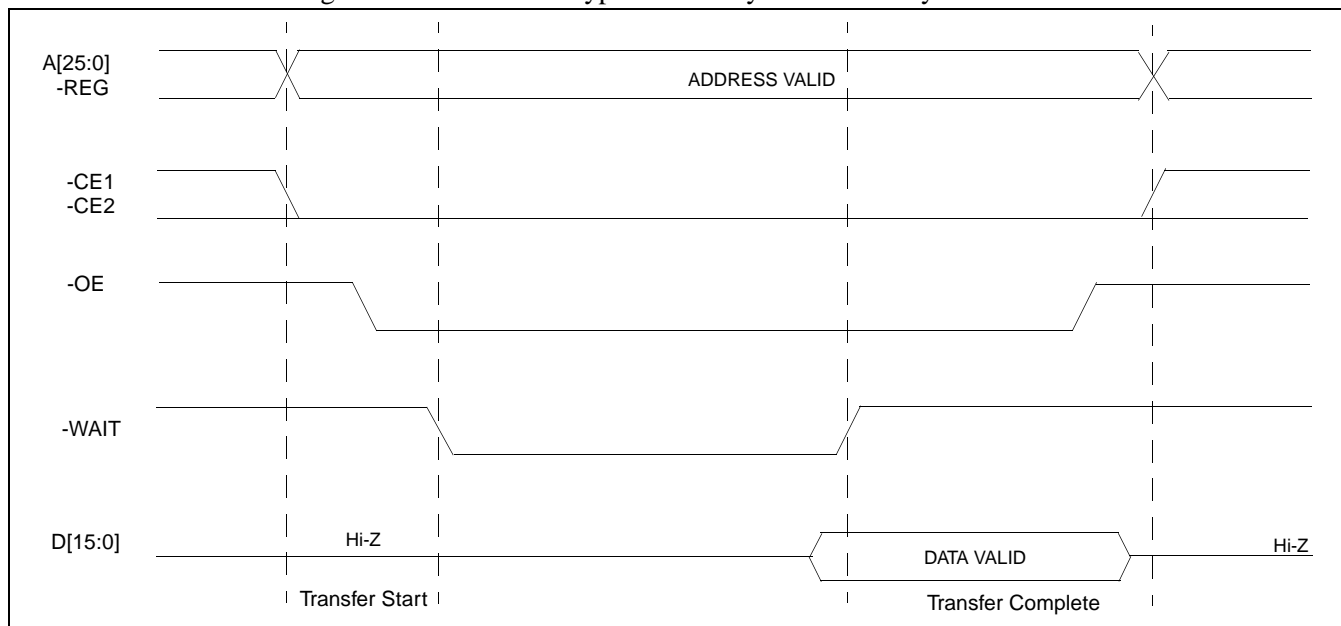 A[25:0]
-REG
ADDRESS VALID
-CE1
-CE2
-OE
-WAIT
D[15:0]
Hi-Z
DATA VALID
Hi-Z
Transfer Start
Transfer Complete